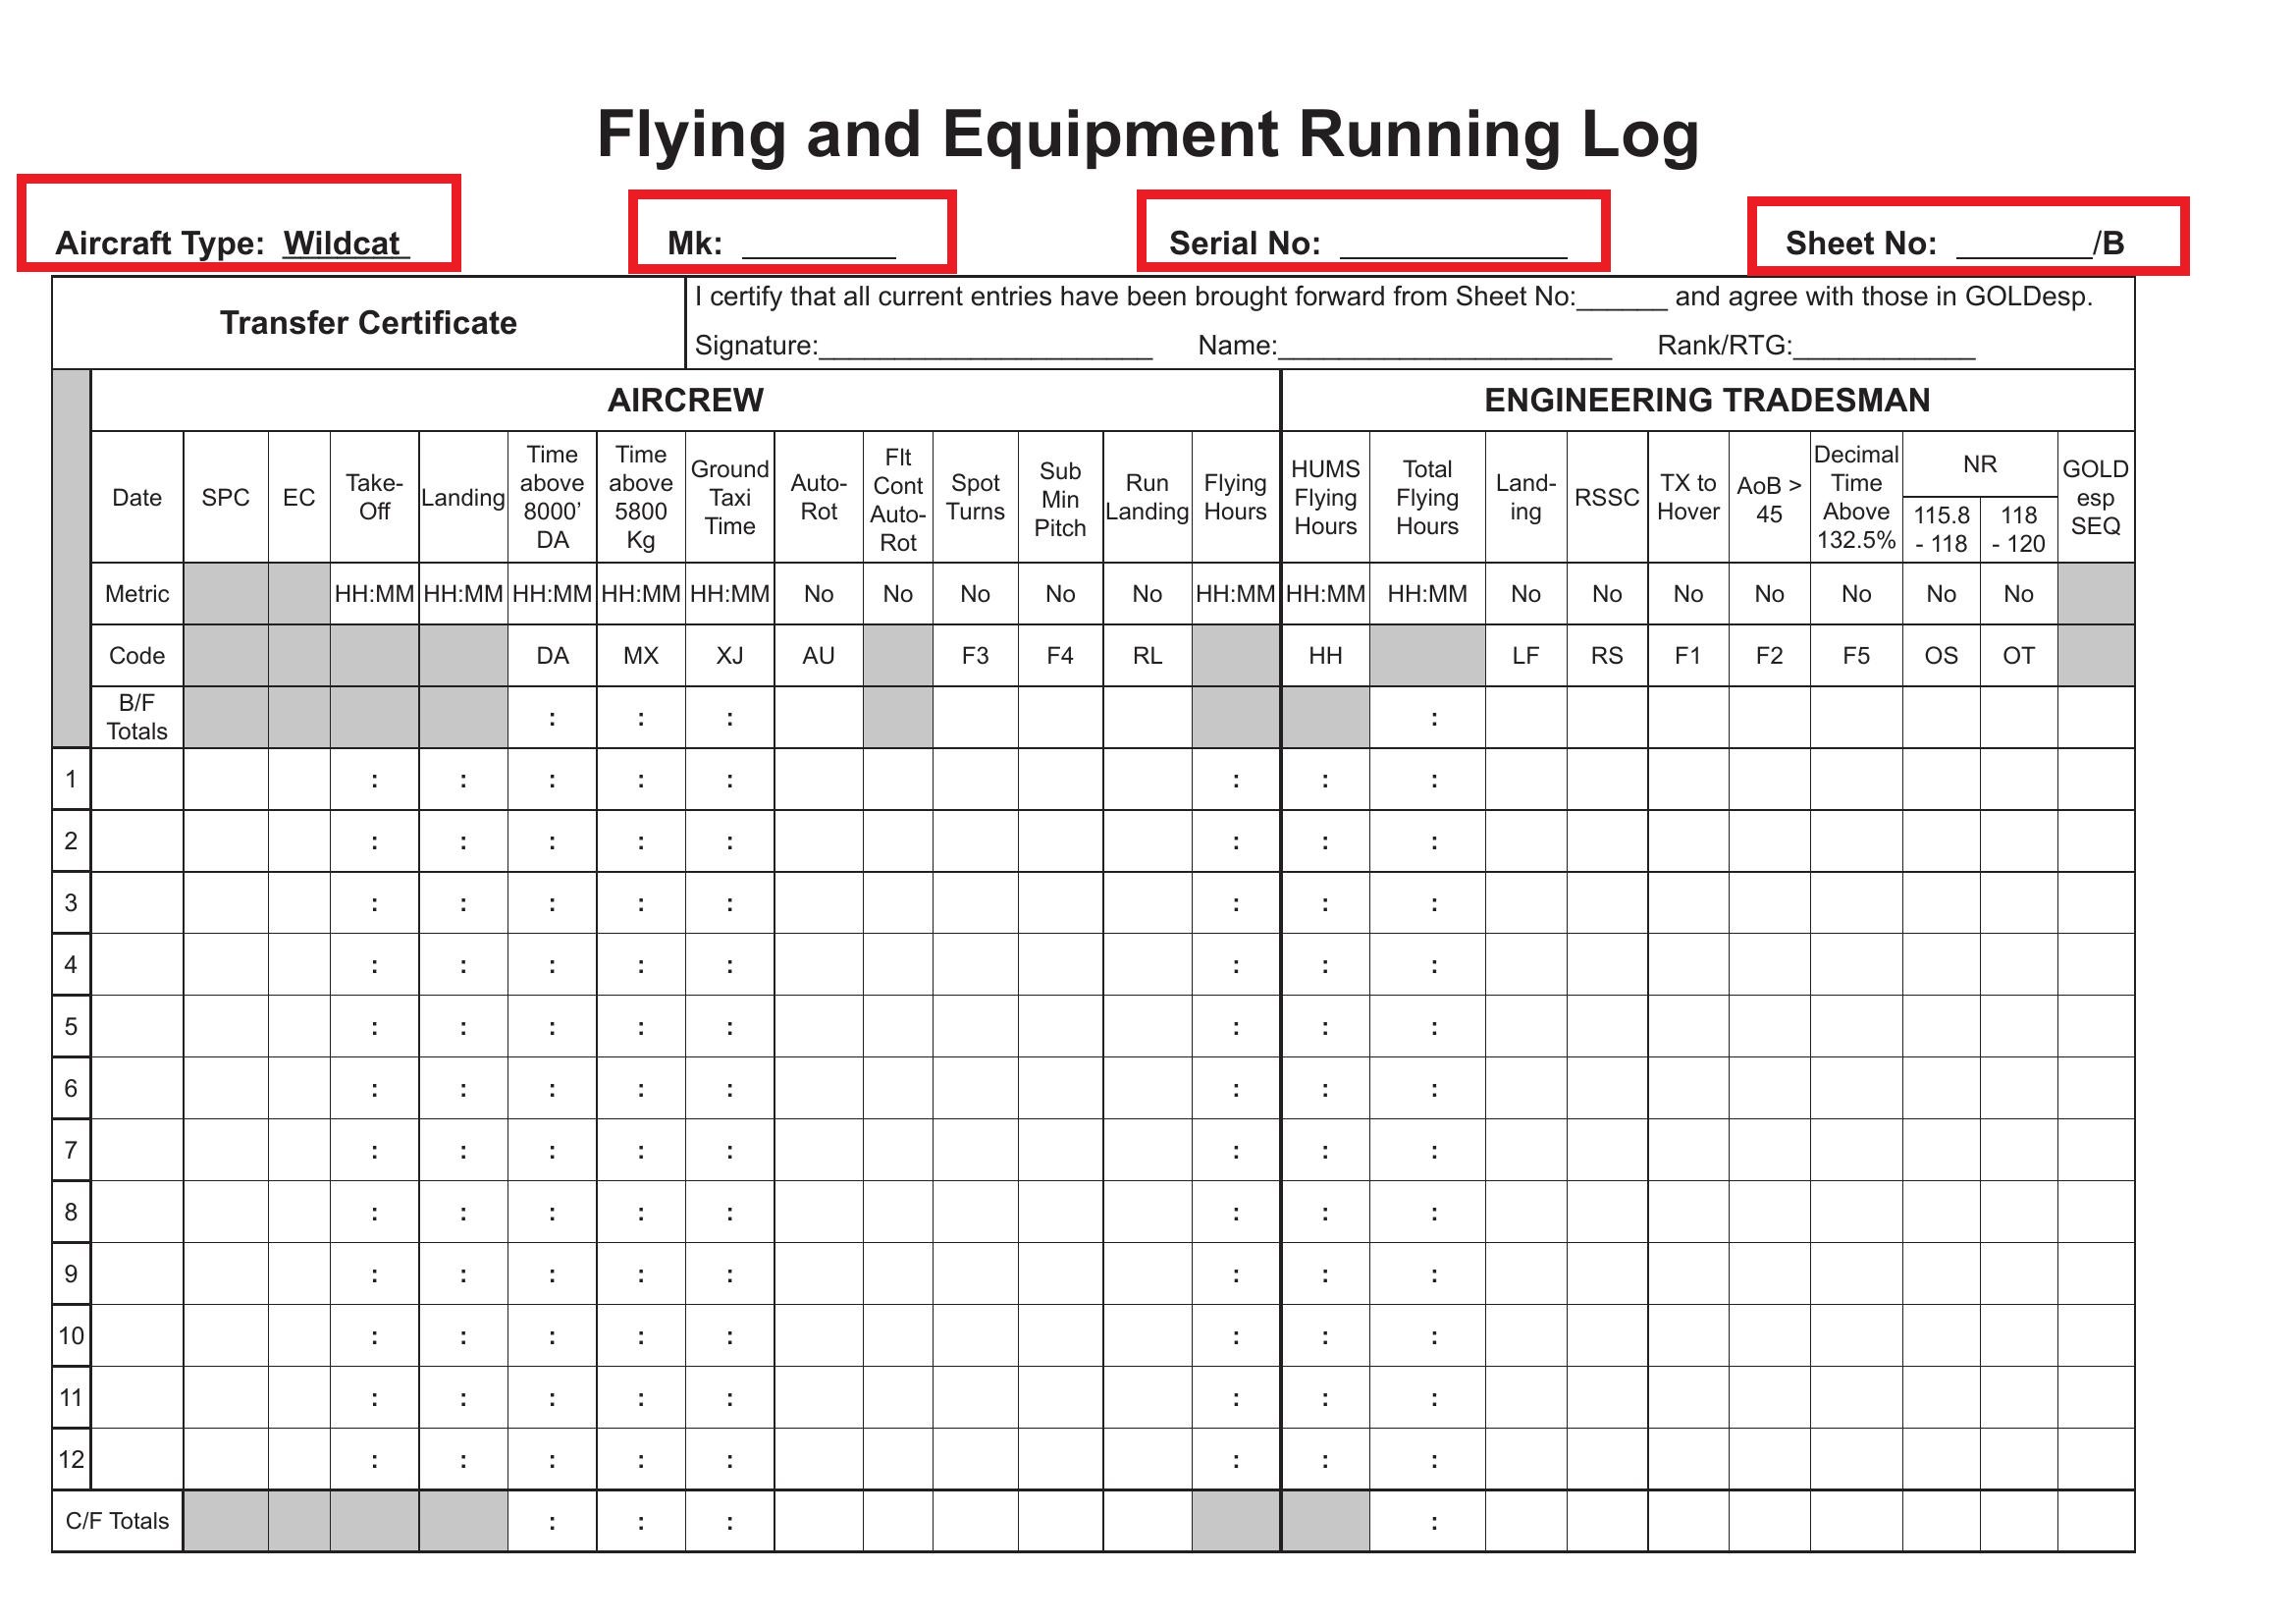 Flying and Equipment Running Log
Aircraft Type: Wildcat Mk: ________ Serial No: ____________ Sheet No: _______/B
Transfer Certificate
I certify that all current entries have been brought forward from Sheet No:______ and agree with those in GOLDesp.
Signature:______________________ Name:______________________ Rank/RTG:____________
AIRCREW ENGINEERING TRADESMAN
Date
SPC
EC
Take-
Off
Landing
Time
above
8000’
DA
Time
above
5800
Kg
Ground
Taxi
Time
Auto-
Rot
Flt
Cont
Auto-
Rot
Spot
Turns
Sub
Min
Pitch
Run
Landing
Flying
Hours
HUMS
Flying
Hours
Total
Flying
Hours
Land-
ing
RSSC
TX to
Hover
AoB >
45
Decimal
Time
Above
132.5%
NR
115.8
- 118
118
- 120
GOLD
esp
SEQ
Metric HH:MM HH:MM HH:MM HH:MM HH:MM No No No No No HH:MM HH:MM HH:MM No No No No No No No
Code DA MX XJ AU F3 F4 RL HH LF RS F1 F2 F5 OS OT
B/F
Totals : : : :
1 : : : : : : : :
2 : : : : : : : :
3 : : : : : : : :
4 : : : : : : : :
5 : : : : : : : :
6 : : : : : : : :
7 : : : : : : : :
8 : : : : : : : :
9 : : : : : : : :
10 : : : : : : : :
11 : : : : : : : :
12 : : : : : : : :
C/F Totals : : : :